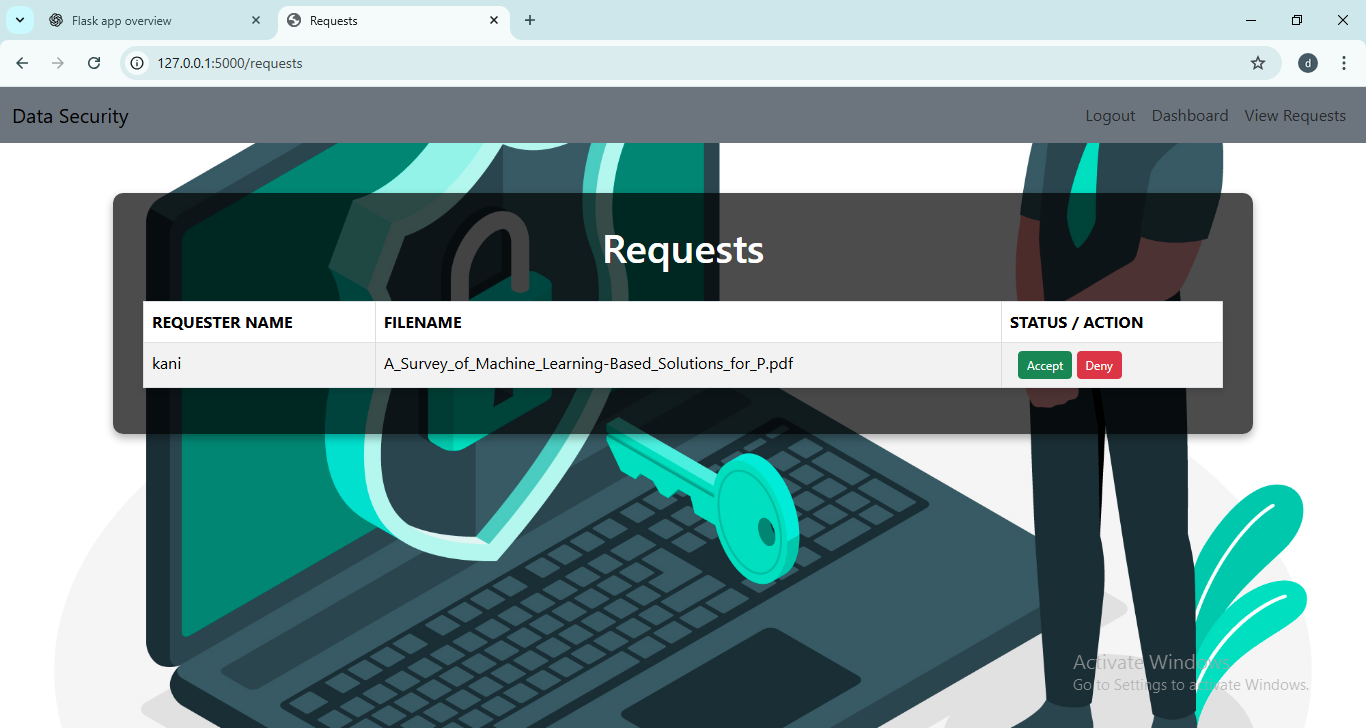 Flask app overview
Requests
127.0.0.1:5000/requests
d
Data Security
Logout Dashboard View Requests
Requests
REQUESTER NAME FILENAME STATUS / ACTION
kani A_Survey_of_Machine_Learning-Based_Solutions_for_P.pdf Accept Deny
Activate Windows
Go to Settings to activate Windows.